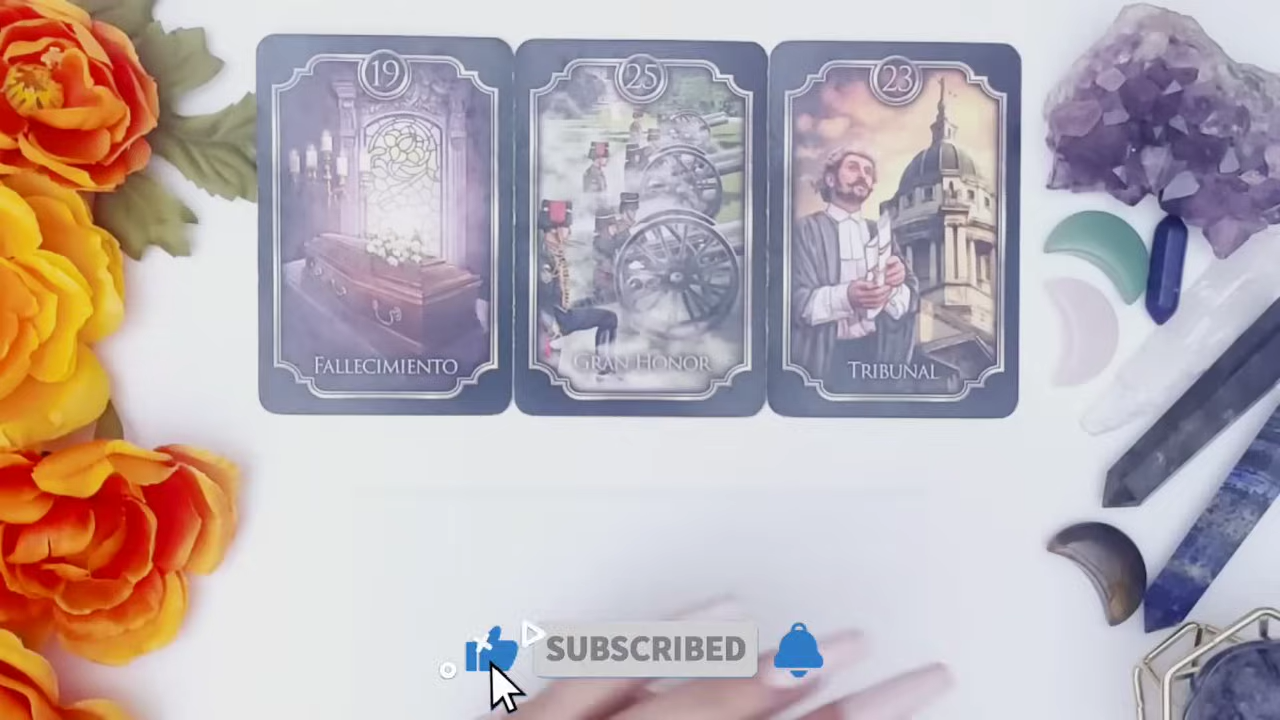 19
25
23
FALLECIMIENTO
GRAN HONOR
TRIBUNAL
SUBSCRIBED